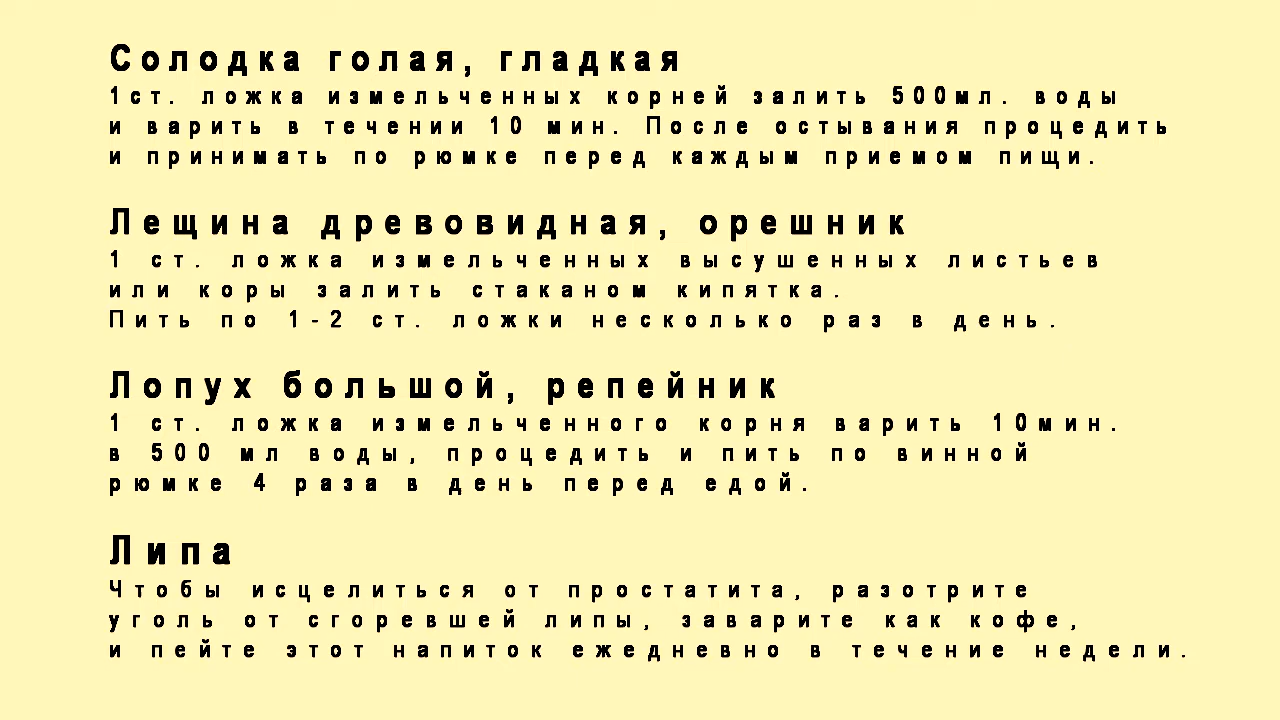 Солодка голая, гладкая
1ст. ложка измельченных корней залить 500мл. воды
и варить в течении 10 мин. После остывания процедить
и принимать по рюмке перед каждым приемом пищи.
Лещина древовидная, орешник
1 ст. ложка измельченных высушенных листьев
или коры залить стаканом кипятка.
Пить по 1-2 ст. ложки несколько раз в день.
Лопух большой, репейник
1 ст. ложка измельченного корня варить 10мин.
в 500 мл воды, процедить и пить по винной
рюмке 4 раза в день перед едой.
Липа
Чтобы исцелиться от простатита, разотрите
уголь от сгоревшей липы, заварите как кофе,
и пейте этот напиток ежедневно в течение недели.